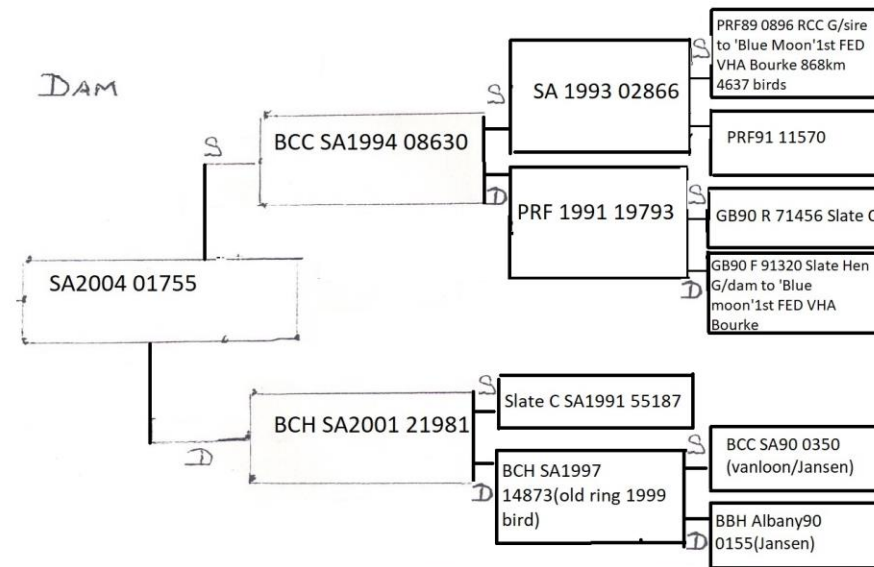 DAM
S
SA2004 01755
D
S
BCC SA1994 08630
D
BCH SA2001 21981
S
D
SA 1993 02866
S
PRF 1991 19793
S
D
Slate C SA1991 55187
BCH SA1997
14873(old ring 1999
bird)
S
D
PRF89 0896 RCC G/sire
to 'Blue Moon'1st FED
VHA Bourke 868km
4637 birds
PRF91 11570
GB90 R 71456 Slate C
GB90 F 91320 Slate Hen
G/dam to 'Blue
moon'1st FED VHA
Bourke
BCC SA90 0350
(vanloon/Jansen)
BBH Albany90
0155(Jansen)